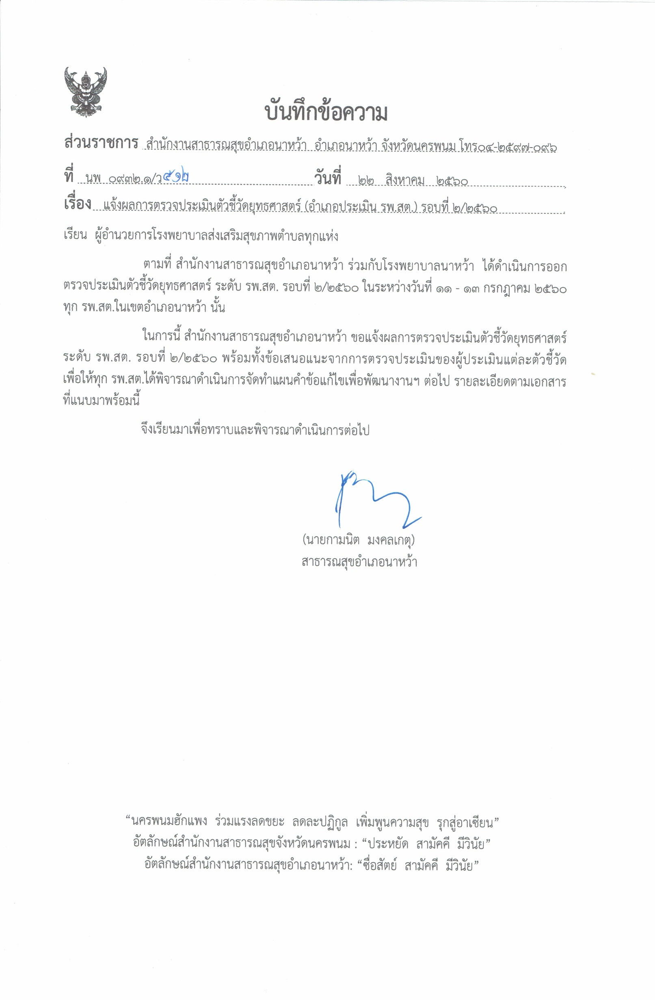 บันทึกข้อความ
ส่วนราชการ สำนักงานสาธารณสุขอำเภอนาหว้า อำเภอนาหว้า จังหวัดนครพนม โทร๐๔-๒๕๙๗-๐๙๖
ที่ นพ ๐๙๓๒.๑/ว๕๑๒ วันที่ ๒๒ สิงหาคม ๒๕๖๐
เรื่อง แจ้งผลการตรวจประเมินตัวชี้วัดยุทธศาสตร์ (อำเภอประเมิน รพ.สต.) รอบที่ ๒/๒๕๖๐
เรียน ผู้อำนวยการโรงพยาบาลส่งเสริมสุขภาพตำบลทุกแห่ง
ตามที่ สำนักงานสาธารณสุขอำเภอนาหว้า ร่วมกับโรงพยาบาลนาหว้า ได้ดำเนินการออก
ตรวจประเมินตัวชี้วัดยุทธศาสตร์ ระดับ รพ.สต. รอบที่ ๒/๒๕๖๐ ในระหว่างวันที่ ๑๑ - ๑๓ กรกฎาคม ๒๕๖๐
ทุก รพ.สต.ในเขตอำเภอนาหว้า นั้น
ในการนี้ สำนักงานสาธารณสุขอำเภอนาหว้า ขอแจ้งผลการตรวจประเมินตัวชี้วัดยุทธศาสตร์
ระดับ รพ.สต. รอบที่ ๒/๒๕๖๐ พร้อมทั้งข้อเสนอแนะจากการตรวจประเมินของผู้ประเมินแต่ละตัวชี้วัด
เพื่อให้ทุก รพ.สต.ได้พิจารณาดำเนินการจัดทำแผนคำข้อแก้ไขเพื่อพัฒนางานฯ ต่อไป รายละเอียดตามเอกสาร
ที่แนบมาพร้อมนี้
จึงเรียนมาเพื่อทราบและพิจารณาดำเนินการต่อไป
(นายกามนิต มงคลเกตุ)
สาธารณสุขอำเภอนาหว้า
“นครพนมฮักแพง ร่วมแรงลดขยะ ลดละปฏิกูล เพิ่มพูนความสุข รุกสู่อาเซียน”
อัตลักษณ์สำนักงานสาธารณสุขจังหวัดนครพนม : “ประหยัด สามัคคี มีวินัย”
อัตลักษณ์สำนักงานสาธารณสุขอำเภอนาหว้า: “ซื่อสัตย์ สามัคคี มีวินัย”